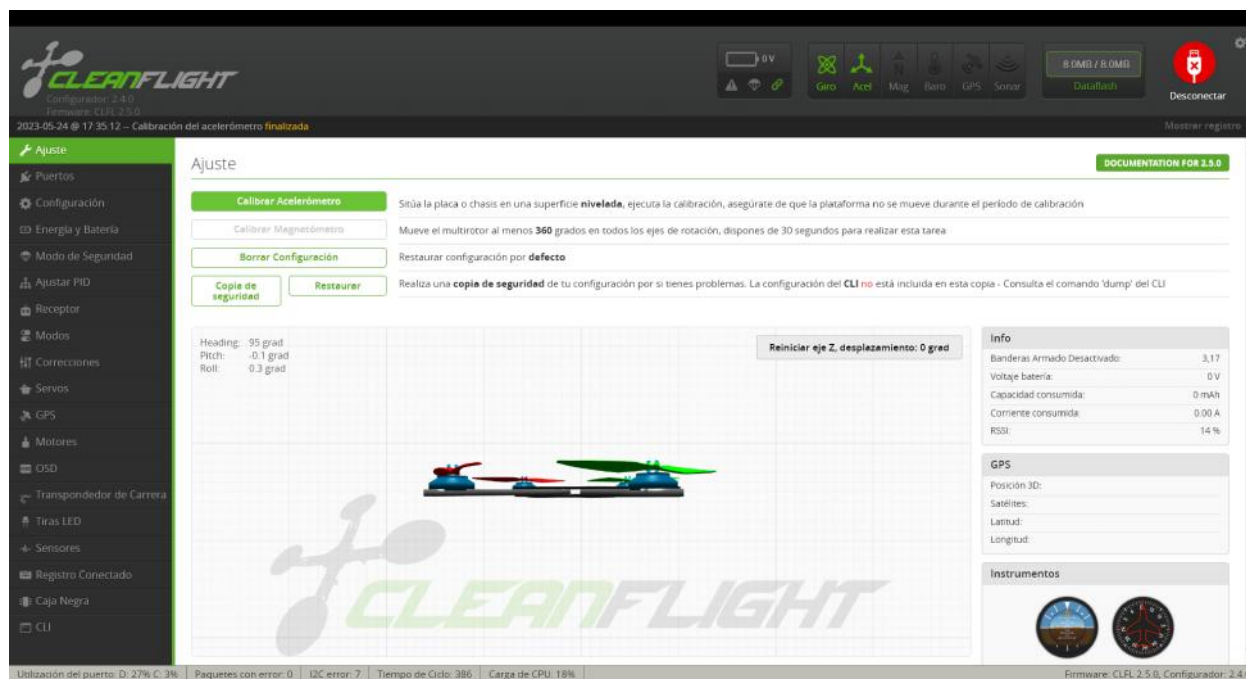 CLEANFLIGHT
Configurador: 2.4.0
Firmware: CLFL 2.5.0
0 V
Giro Acel Mag Baro GPS Sonar
8.0MB / 8.0MB
Dataflash
Desconectar
2023-05-24 @ 17:35:12 -- Calibración del acelerómetro finalizada
Mostrar registro
Ajuste
Puertos
Configuración
Energía y Batería
Modo de Seguridad
Ajustar PID
Receptor
Modos
Correcciones
Servos
GPS
Motores
OSD
Transpondedor de Carrera
Tiras LED
Sensores
Registro Conectado
Caja Negra
CLI
Ajuste
DOCUMENTATION FOR 2.5.0
Calibrar Acelerómetro
Sitúa la placa o chasis en una superficie nivelada, ejecuta la calibración, asegúrate de que la plataforma no se mueve durante el período de calibración
Calibrar Magnetómetro
Mueve el multirotor al menos 360 grados en todos los ejes de rotación, dispones de 30 segundos para realizar esta tarea
Borrar Configuración
Restaurar configuración por defecto
Copia de
seguridad
Restaurar
Realiza una copia de seguridad de tu configuración por si tienes problemas. La configuración del CLI no está incluida en esta copia - Consulta el comando 'dump' del CLI
Heading: 95 grad
Pitch: -0.1 grad
Roll: 0.3 grad
Reiniciar eje Z, desplazamiento: 0 grad
CLEANFLIGHT
Info
Banderas Armado Desactivado: 3,17
Voltaje batería: 0 V
Capacidad consumida: 0 mAh
Corriente consumida: 0.00 A
RSSI: 14 %
GPS
Posición 3D:
Satélites:
Latitud:
Longitud:
Instrumentos
Utilización del puerto: D: 27% C: 3% Paquetes con error: 0 I2C error: 7 Tiempo de Ciclo: 386 Carga de CPU: 18% Firmware: CLFL 2.5.0, Configurador: 2.4.0